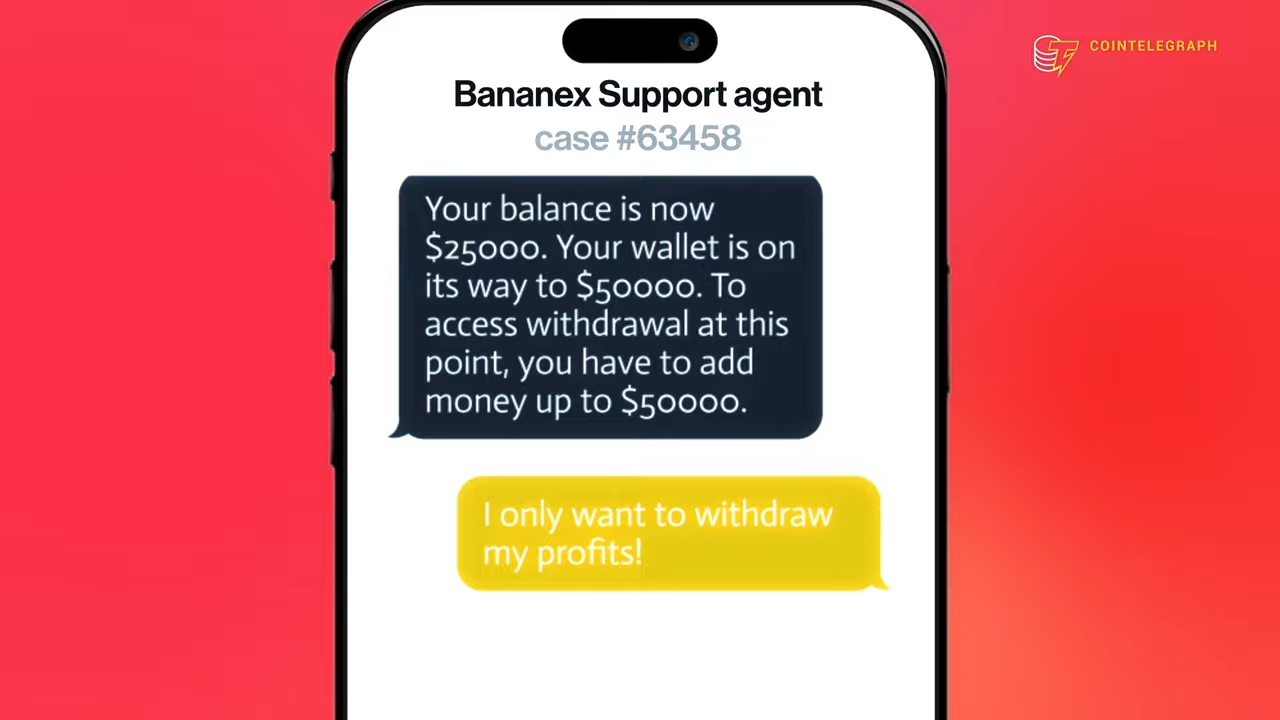 COINTELEGRAPH
Bananex Support agent
case #63458
Your balance is now
$25000. Your wallet is on
its way to $50000. To
access withdrawal at this
point, you have to add
money up to $50000.
I only want to withdraw
my profits!